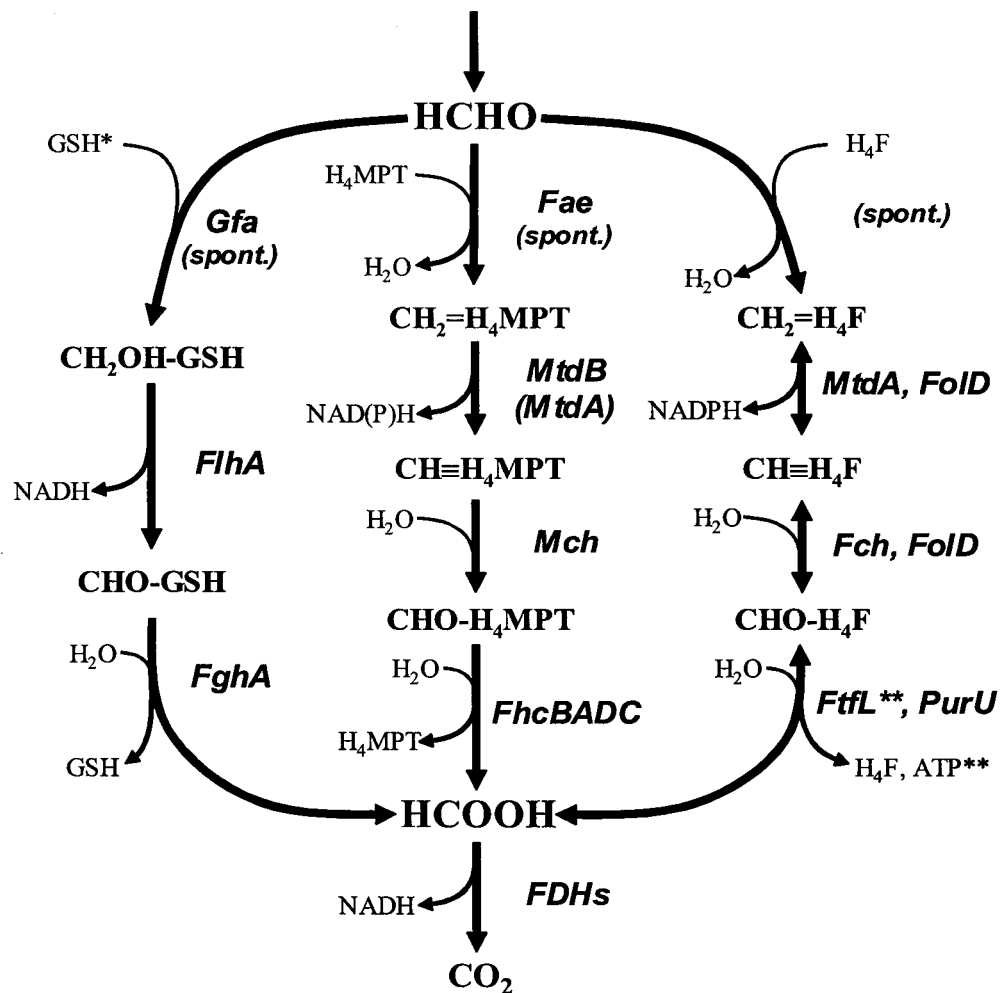 HCHO
GSH*
H₄MPT
H₄F
Gfa
(spont.)
Fae
(spont.)
(spont.)
H₂O
H₂O
CH₂=H₄MPT
CH₂=H₄F
CH₂OH-GSH
MtdB
(MtdA)
MtdA, FolD
NAD(P)H
NADPH
FlhA
NADH
CH≡H₄MPT
CH≡H₄F
H₂O
H₂O
Mch
Fch, FolD
CHO-GSH
CHO-H₄MPT
CHO-H₄F
H₂O
H₂O
H₂O
FghA
FhcBADC
FtfL**, PurU
GSH
H₄MPT
H₄F, ATP**
HCOOH
NADH
FDHs
CO₂